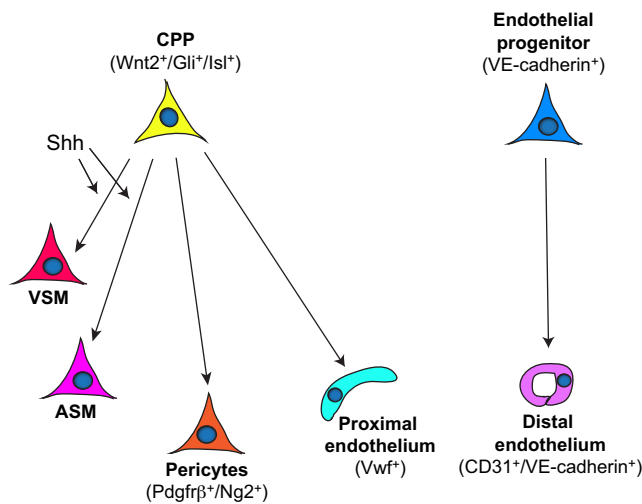 CPP
(Wnt2⁺/Gli⁺/Isl⁺)
Endothelial
progenitor
(VE-cadherin⁺)
Shh
VSM
ASM
Pericytes
(Pdgfrβ⁺/Ng2⁺)
Proximal
endothelium
(Vwf⁺)
Distal
endothelium
(CD31⁺/VE-cadherin⁺)